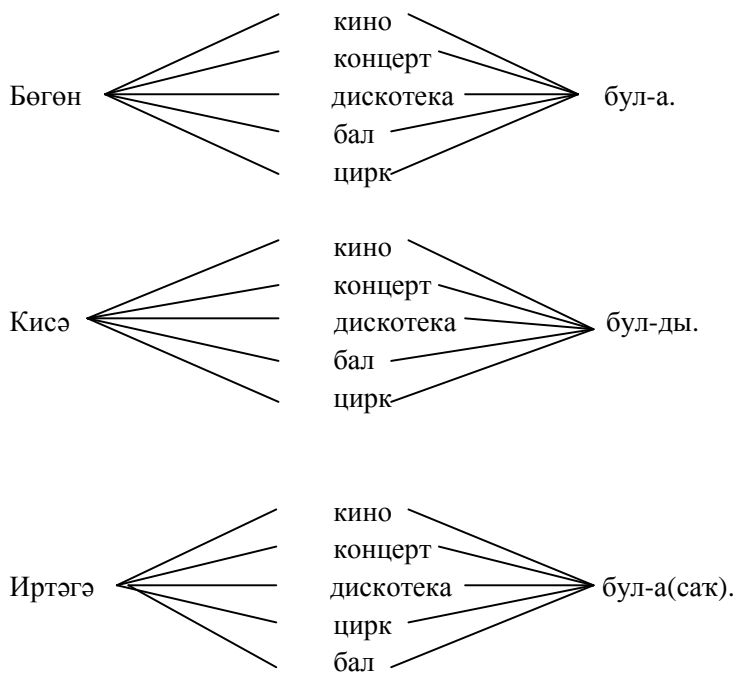 кино
концерт
Бөгөн дискотека бул-а.
бал
цирк
кино
концерт
Кисә дискотека бул-ды.
бал
цирк
кино
концерт
Иртәгә дискотека бул-а(саҡ).
цирк
бал